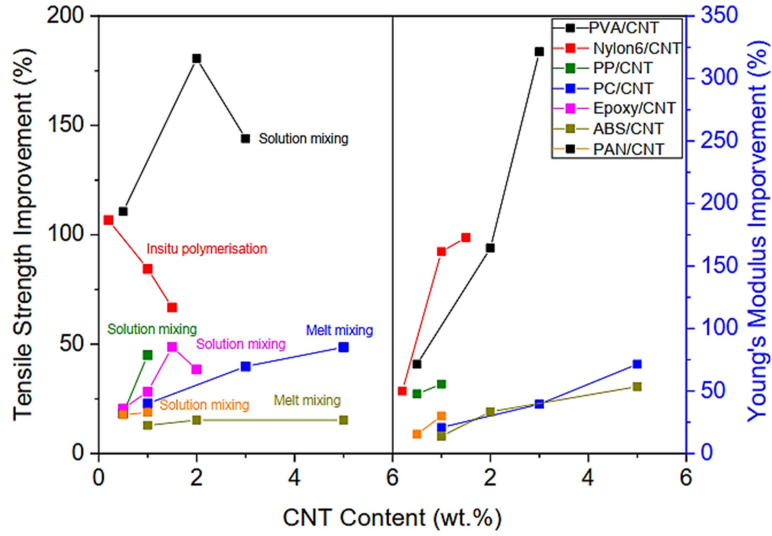 Tensile Strength Improvement (%)
200
150
100
50
0
0
2
4
6
2
4
6
CNT Content (wt.%)
Solution mixing
Insitu polymerisation
Solution mixing
Melt mixing
Solution mixing
Solution mixing
Melt mixing
PVA/CNT
Nylon6/CNT
PP/CNT
PC/CNT
Epoxy/CNT
ABS/CNT
PAN/CNT
350
300
250
200
150
100
50
0
Young's Modulus Imporvement (%)